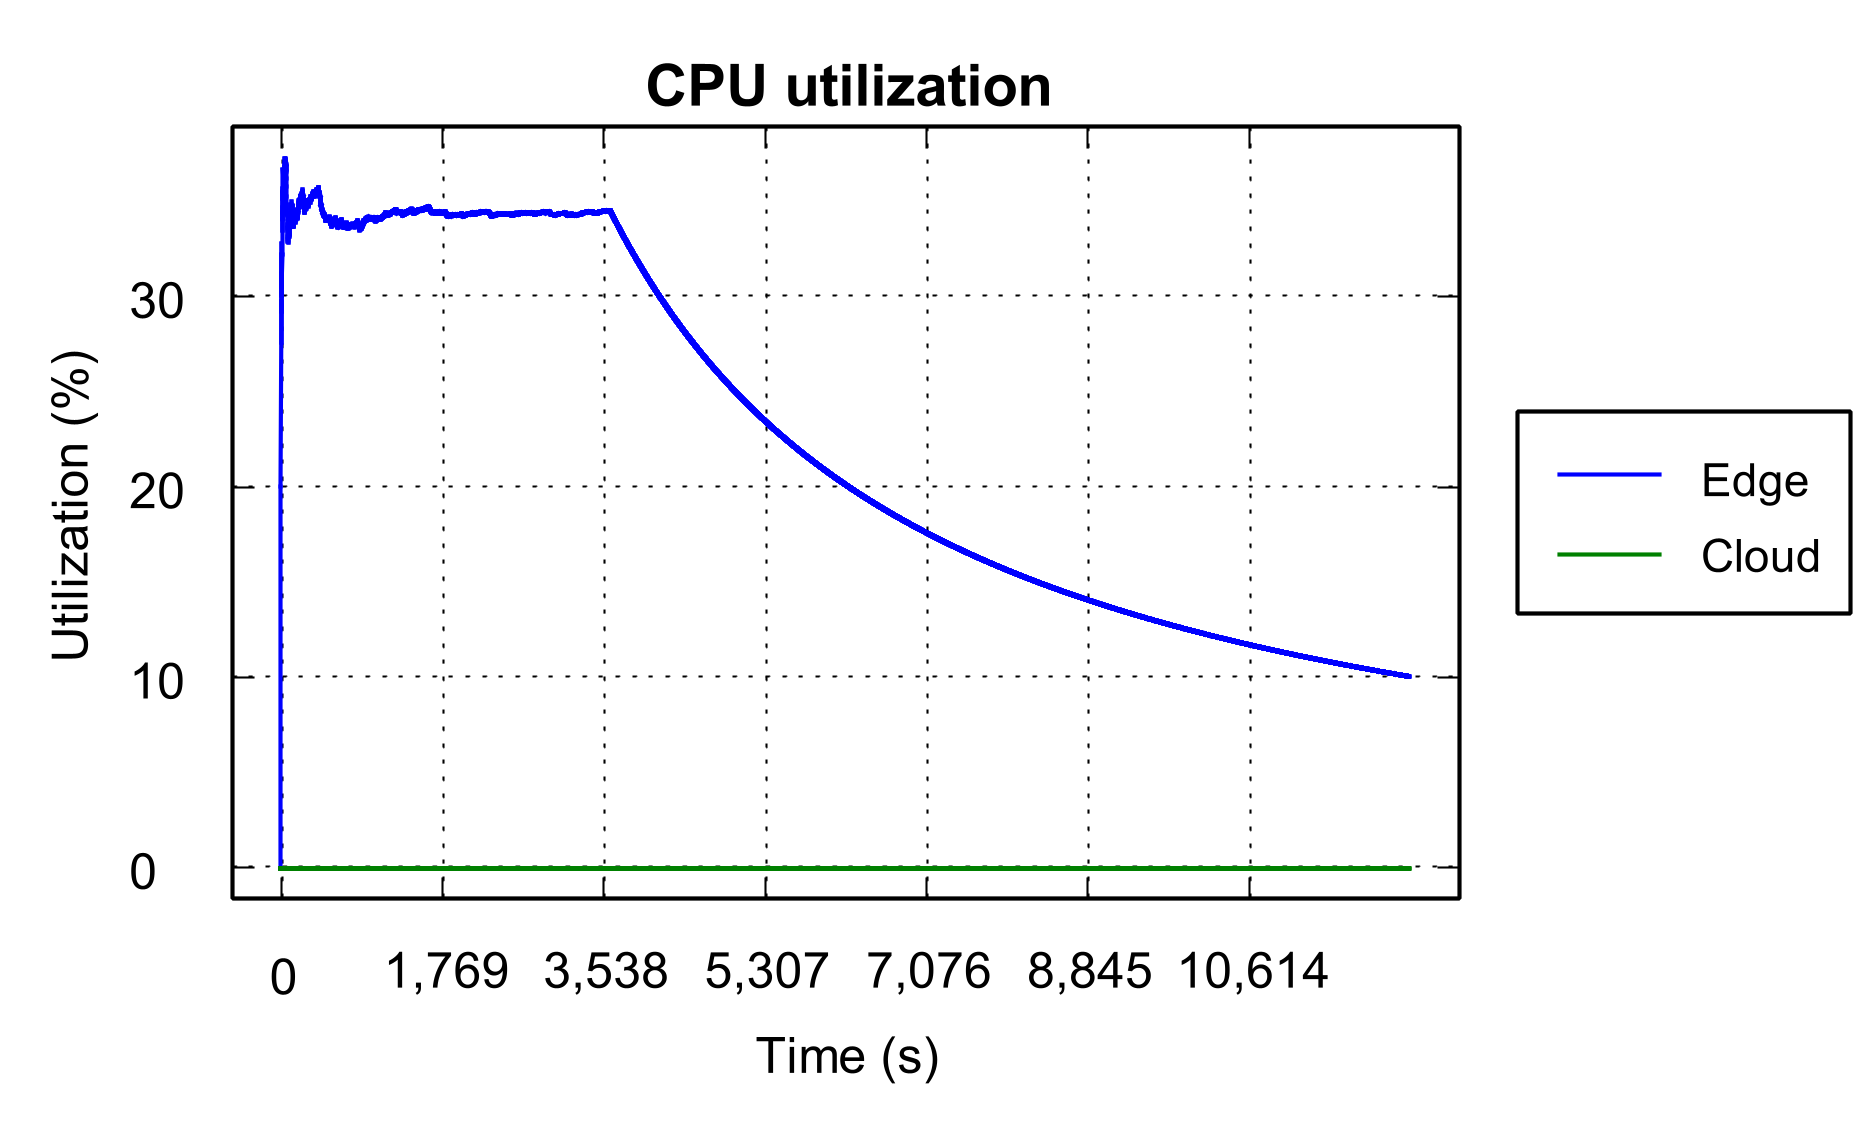 CPU utilization
Utilization (%)
30
20
10
0
0
1,769
3,538
5,307
7,076
8,845
10,614
Time (s)
Edge
Cloud